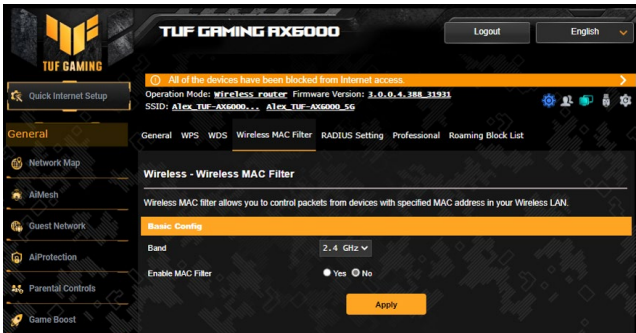 TUF GAMING
TUF GAMING AX6000
Logout
English
Quick Internet Setup
General
Network Map
AiMesh
Guest Network
AiProtection
Parental Controls
Game Boost
All of the devices have been blocked from Internet access.
Operation Mode: Wireless router Firmware Version: 3.0.0.4.388_31931
SSID: Alex_TUF-AX6000... Alex_TUF-AX6000_5G
General WPS WDS Wireless MAC Filter RADIUS Setting Professional Roaming Block List
Wireless - Wireless MAC Filter
Wireless MAC filter allows you to control packets from devices with specified MAC address in your Wireless LAN.
Basic Config
Band 2.4 GHz
Enable MAC Filter Yes No
Apply